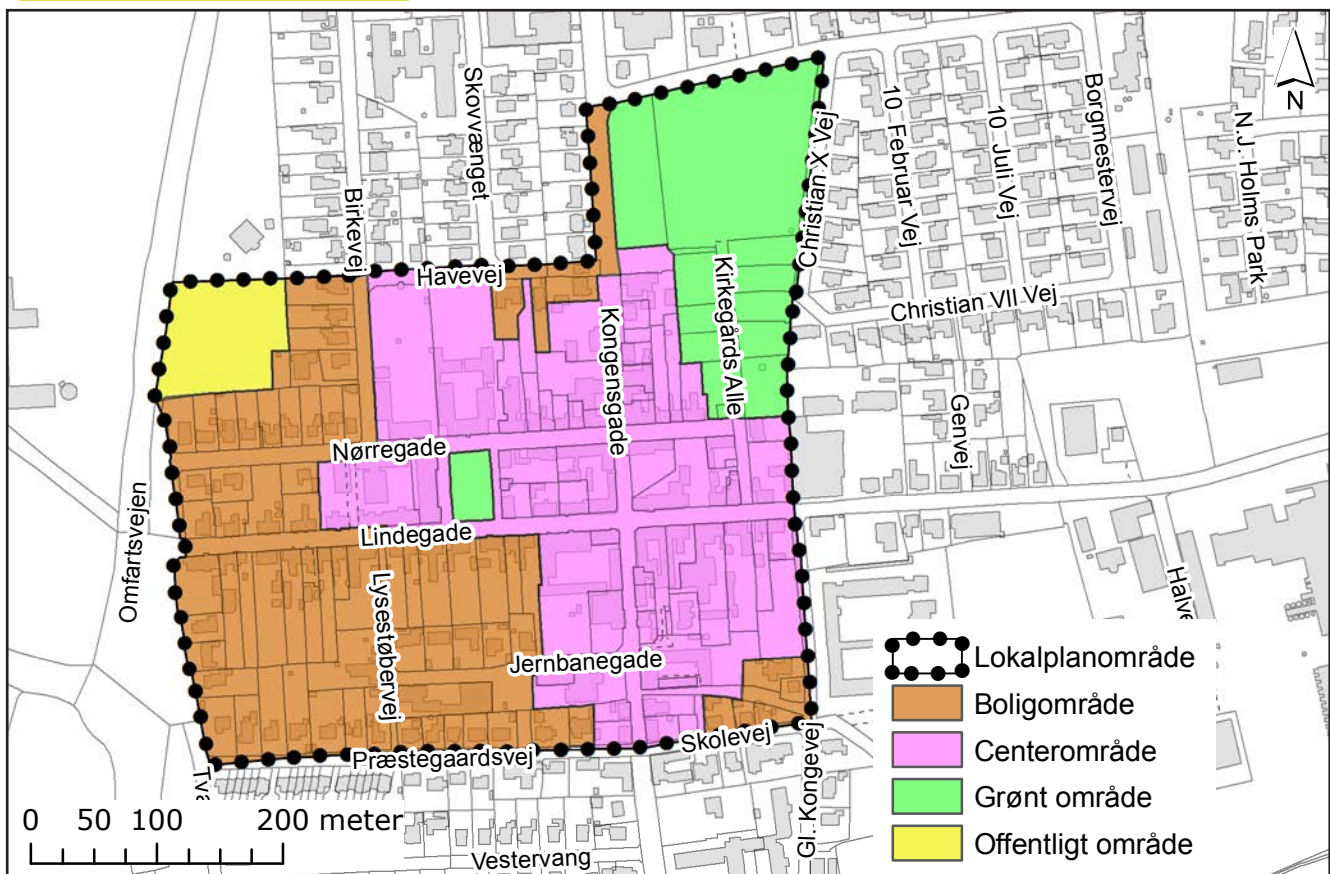 Skovvænget
Birkevej
10 Februar Vej
10 Juli Vej
Borgmestervej
N.J. Holms Park
N
Christian X Vej
Havevej
Kirkegårds Alle
Christian VII Vej
Kongensgade
Nørregade
Genvej
Omfartsvejen
Lindegade
Lysestøbervej
Halve
Jernbanegade
Skolevej
Præstegaardsvej
Gl. Kongevej
Vestervang
0 50 100 200 meter
Lokalplanområde
Boligområde
Centerområde
Grønt område
Offentligt område